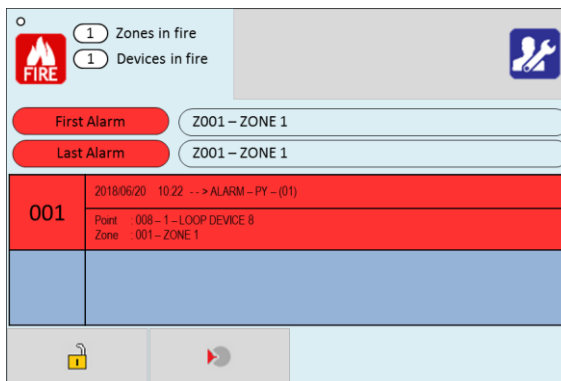 1 Zones in fire
1 Devices in fire
FIRE
First Alarm Z001 – ZONE 1
Last Alarm Z001 – ZONE 1
001
2018/06/20 10:22 - - > ALARM – PY – (01)
Point : 008 – 1 – LOOP DEVICE 8
Zone : 001 – ZONE 1